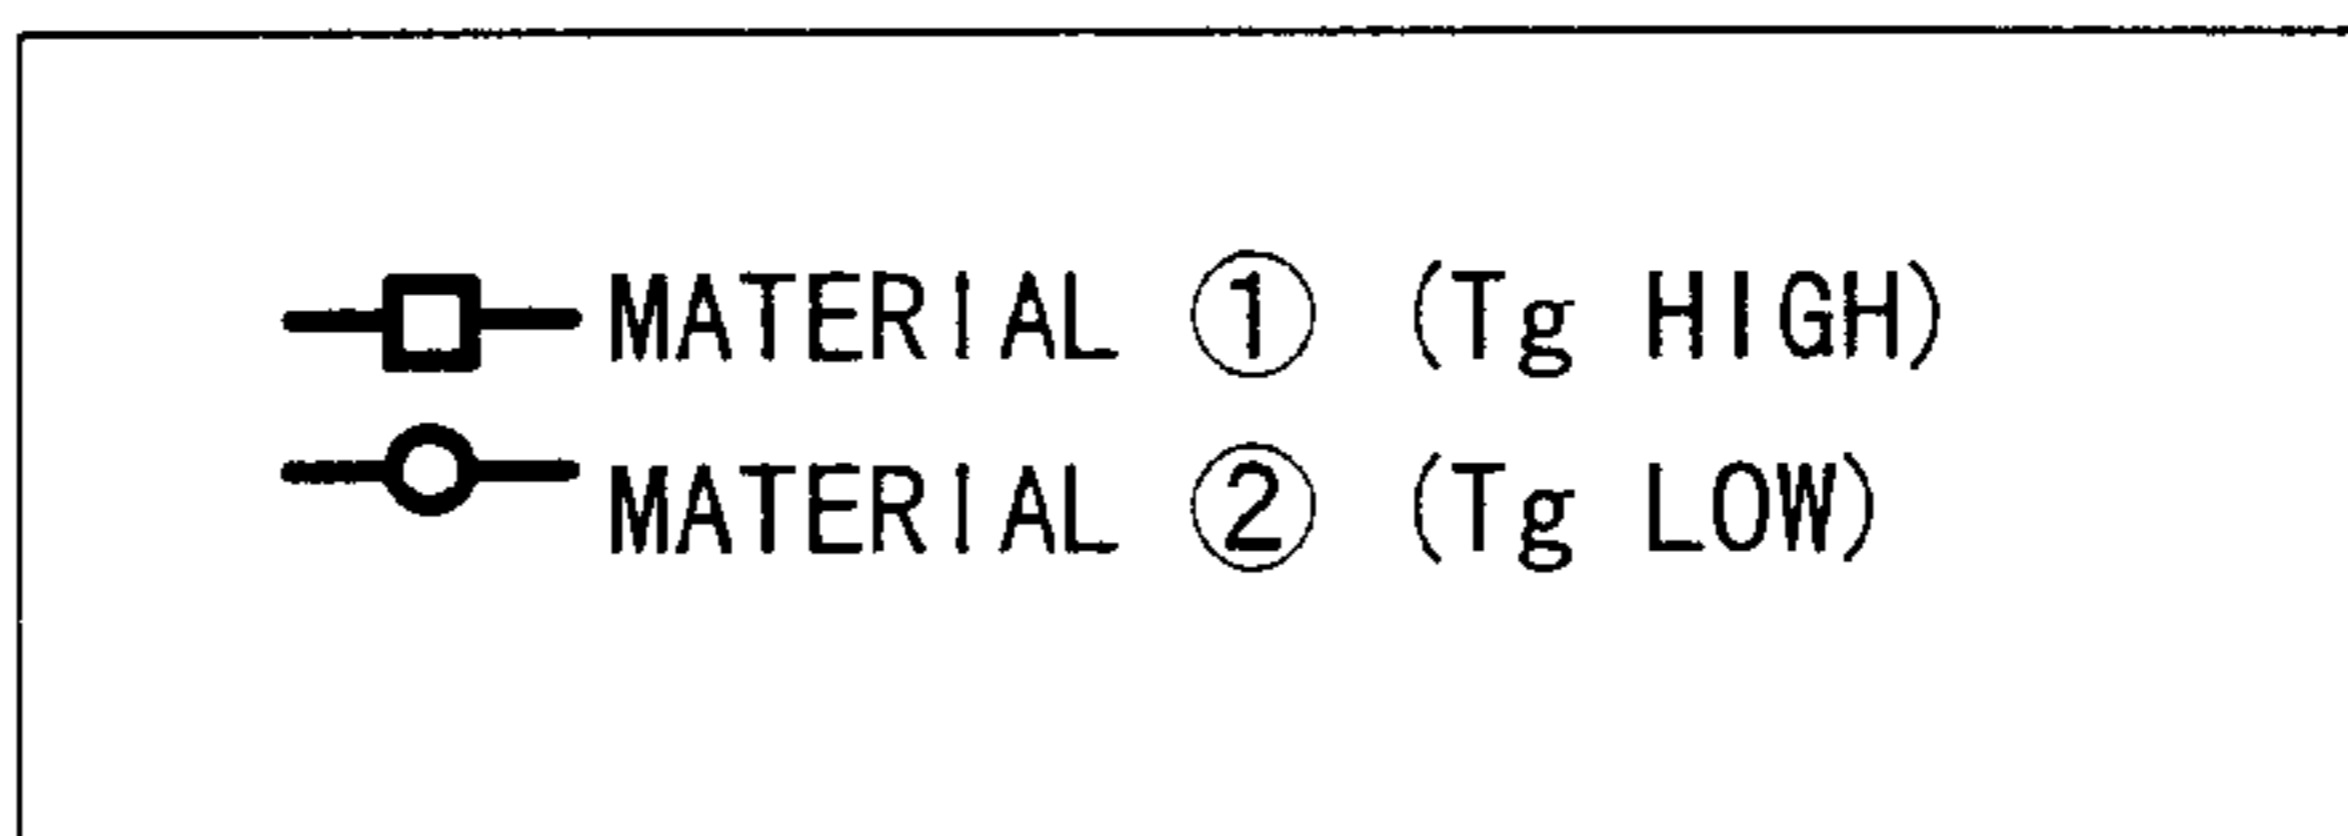 MATERIAL ① (Tg HIGH)
MATERIAL ② (Tg LOW)